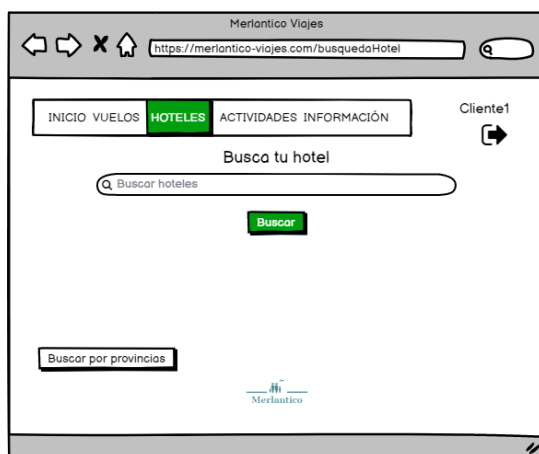 Merlantico Viajes
https://merlantico-viajes.com/busquedaHotel
INICIO VUELOS HOTELES ACTIVIDADES INFORMACIÓN
Cliente1
Busca tu hotel
Buscar hoteles
Buscar
Buscar por provincias
Merlantico